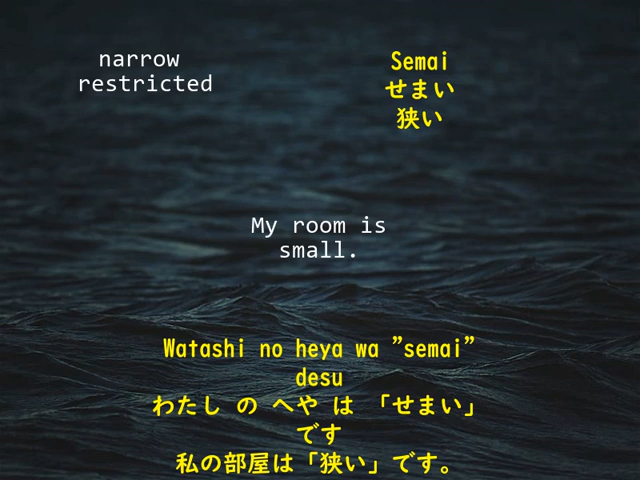 narrow
restricted
Semai
せまい
狭い
My room is
small.
Watashi no heya wa ”semai”
desu
わたし の へや は 「せまい」
です
私の部屋は「狭い」です。